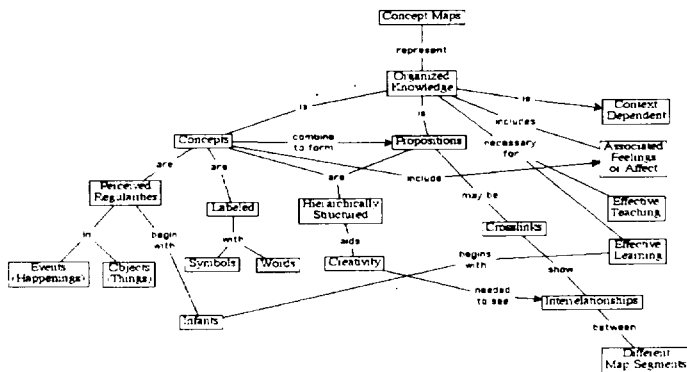 Concept Maps
represent
Organized
Knowledge
is
is
is
Context
Dependent
includes
Concepts
combine
to form
Propositions
necessary
for
Associated
Feelings
or Affect
are
are
are
include
Perceived
Regularities
Labeled
Hierarchically
Structured
may be
Effective
Teaching
in
begin
with
with
aids
Crosslinks
Effective
Learning
Events
(Happenings)
Objects
(Things)
Symbols
Words
Creativity
begins
with
show
needed
to see
Interrelationships
Infants
between
Different
Map Segments